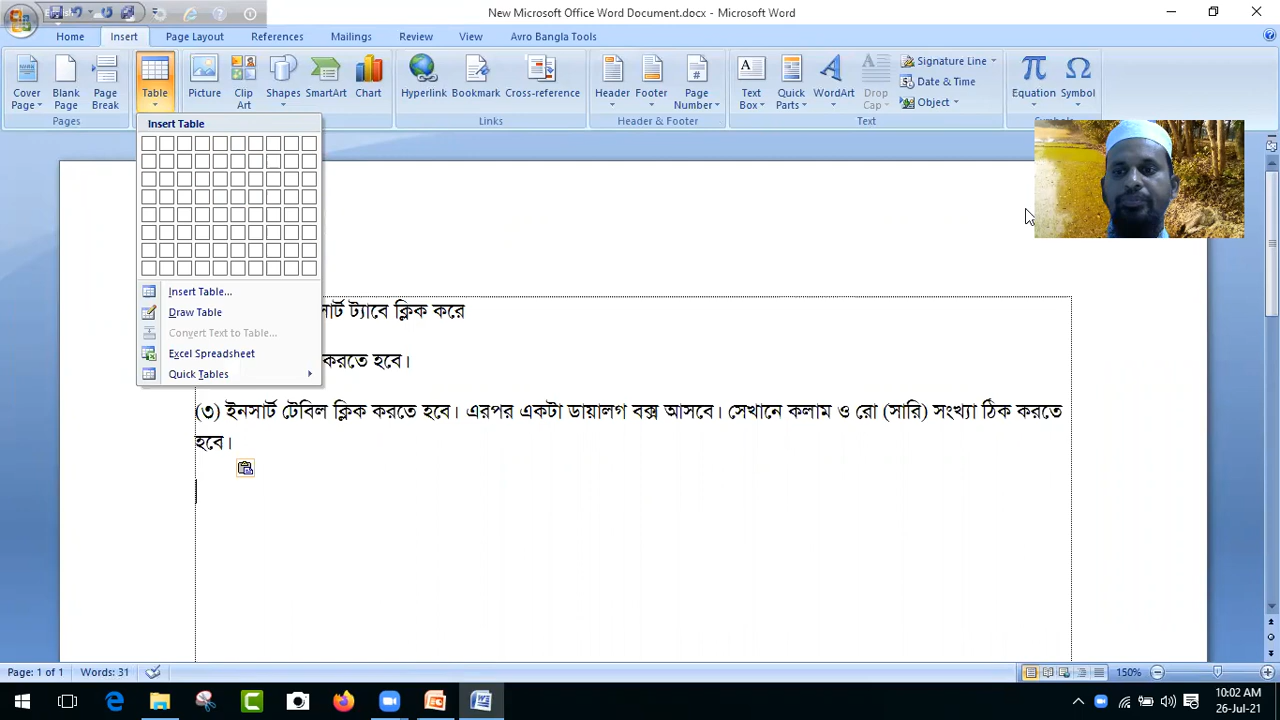 English
New Microsoft Office Word Document.docx - Microsoft Word
Home Insert Page Layout References Mailings Review View Avro Bangla Tools
Cover Page
Blank Page
Page Break
Table
Picture
Clip Art
Shapes
SmartArt
Chart
Hyperlink
Bookmark
Cross-reference
Header
Footer
Page Number
Text Box
Quick Parts
WordArt
Drop Cap
Signature Line
Date & Time
Object
Equation
Symbol
Pages
Links
Header & Footer
Text
Insert Table
Insert Table...
Draw Table
Convert Text to Table...
Excel Spreadsheet
Quick Tables
র্ট ট্যাবে ক্লিক করে
করতে হবে।
(৩) ইনসার্ট টেবিল ক্লিক করতে হবে। এরপর একটা ডায়ালগ বক্স আসবে। সেখানে কলাম ও রো (সারি) সংখ্যা ঠিক করতে
হবে।
Page: 1 of 1 Words: 31
150%
10:02 AM
26-Jul-21